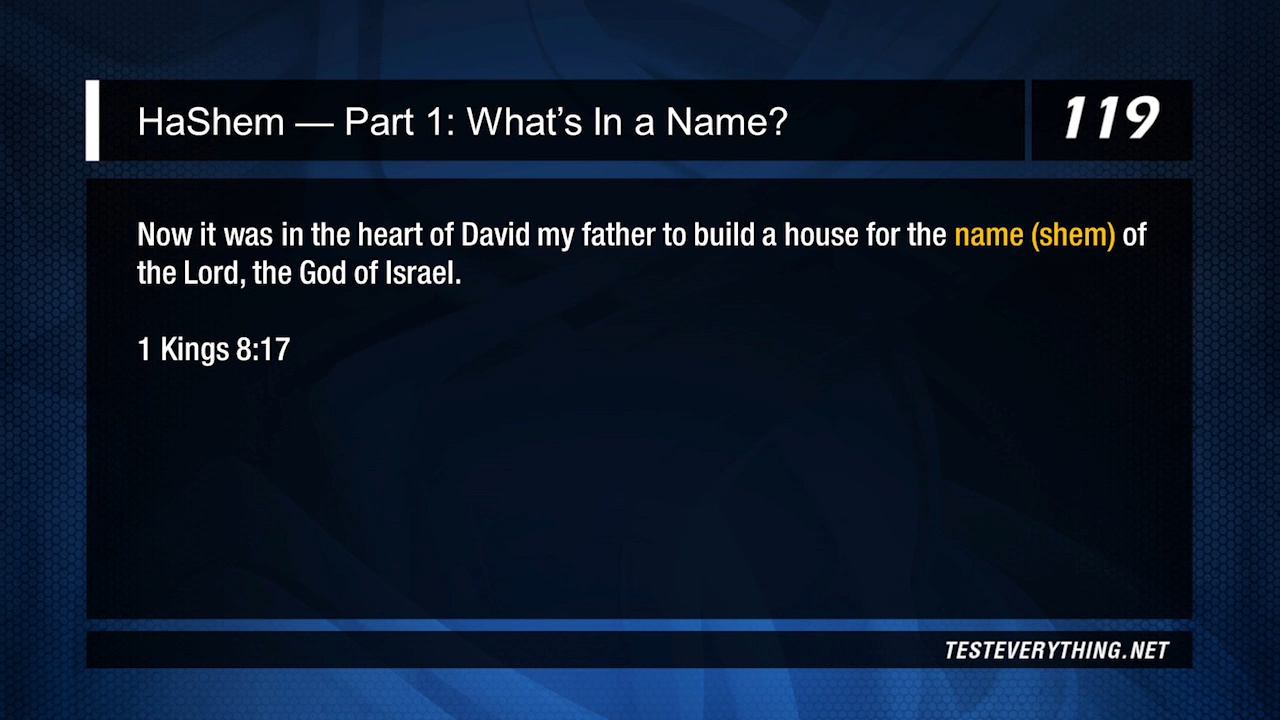 HaShem — Part 1: What's In a Name?
119
Now it was in the heart of David my father to build a house for the name (shem) of
the Lord, the God of Israel.
1 Kings 8:17
TESTEVERYTHING.NET